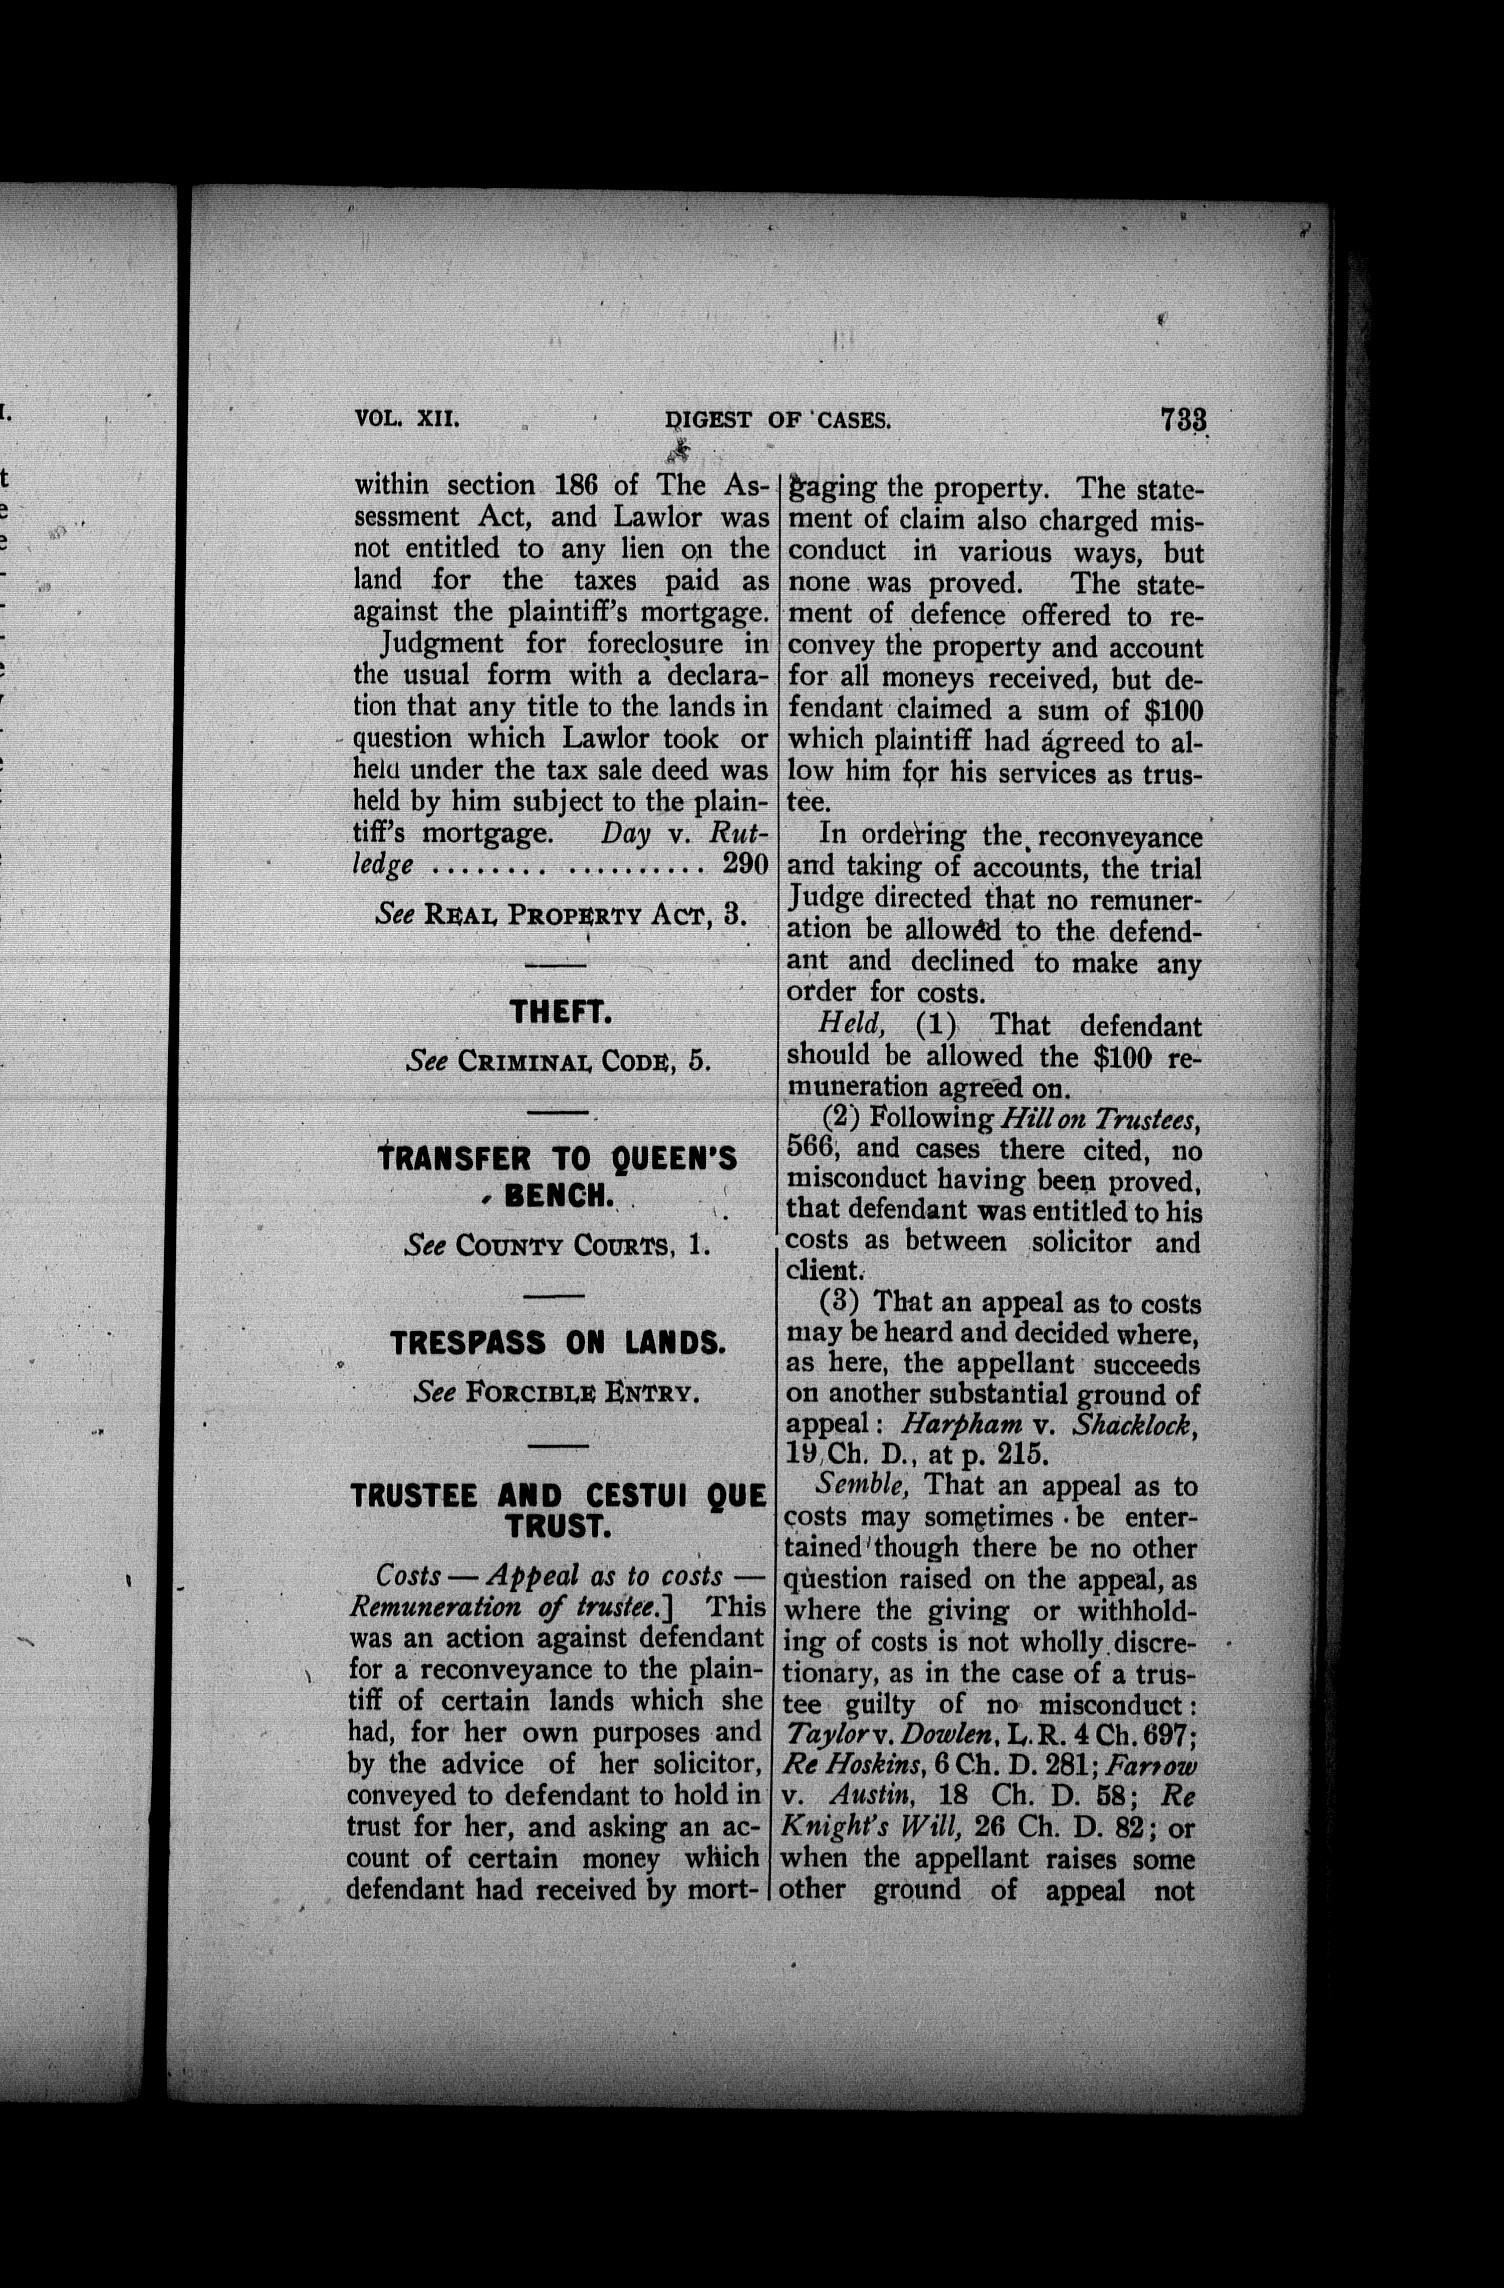 VOL. XII. DIGEST OF CASES. 733
within section 186 of The As-
sessment Act, and Lawlor was
not entitled to any lien on the
land for the taxes paid as
against the plaintiff's mortgage.
Judgment for foreclosure in
the usual form with a declara-
tion that any title to the lands in
question which Lawlor took or
held under the tax sale deed was
held by him subject to the plain-
tiff's mortgage. Day v. Rut-
ledge ........ .......... 290
See REAL PROPERTY ACT, 3.
THEFT.
See CRIMINAL CODE, 5.
TRANSFER TO QUEEN'S
BENCH.
See COUNTY COURTS, 1.
TRESPASS ON LANDS.
See FORCIBLE ENTRY.
TRUSTEE AND CESTUI QUE
TRUST.
Costs — Appeal as to costs —
Remuneration of trustee.] This
was an action against defendant
for a reconveyance to the plain-
tiff of certain lands which she
had, for her own purposes and
by the advice of her solicitor,
conveyed to defendant to hold in
trust for her, and asking an ac-
count of certain money which
defendant had received by mort-
gaging the property. The state-
ment of claim also charged mis-
conduct in various ways, but
none was proved. The state-
ment of defence offered to re-
convey the property and account
for all moneys received, but de-
fendant claimed a sum of $100
which plaintiff had agreed to al-
low him for his services as trus-
tee.
In ordering the reconveyance
and taking of accounts, the trial
Judge directed that no remuner-
ation be allowed to the defend-
ant and declined to make any
order for costs.
Held, (1) That defendant
should be allowed the $100 re-
muneration agreed on.
(2) Following Hill on Trustees,
566, and cases there cited, no
misconduct having been proved,
that defendant was entitled to his
costs as between solicitor and
client.
(3) That an appeal as to costs
may be heard and decided where,
as here, the appellant succeeds
on another substantial ground of
appeal: Harpham v. Shacklock,
19 Ch. D., at p. 215.
Semble, That an appeal as to
costs may sometimes be enter-
tained though there be no other
question raised on the appeal, as
where the giving or withhold-
ing of costs is not wholly discre-
tionary, as in the case of a trus-
tee guilty of no misconduct:
Taylor v. Dowlen, L. R. 4 Ch. 697;
Re Hoskins, 6 Ch. D. 281; Farrow
v. Austin, 18 Ch. D. 58; Re
Knight's Will, 26 Ch. D. 82; or
when the appellant raises some
other ground of appeal not